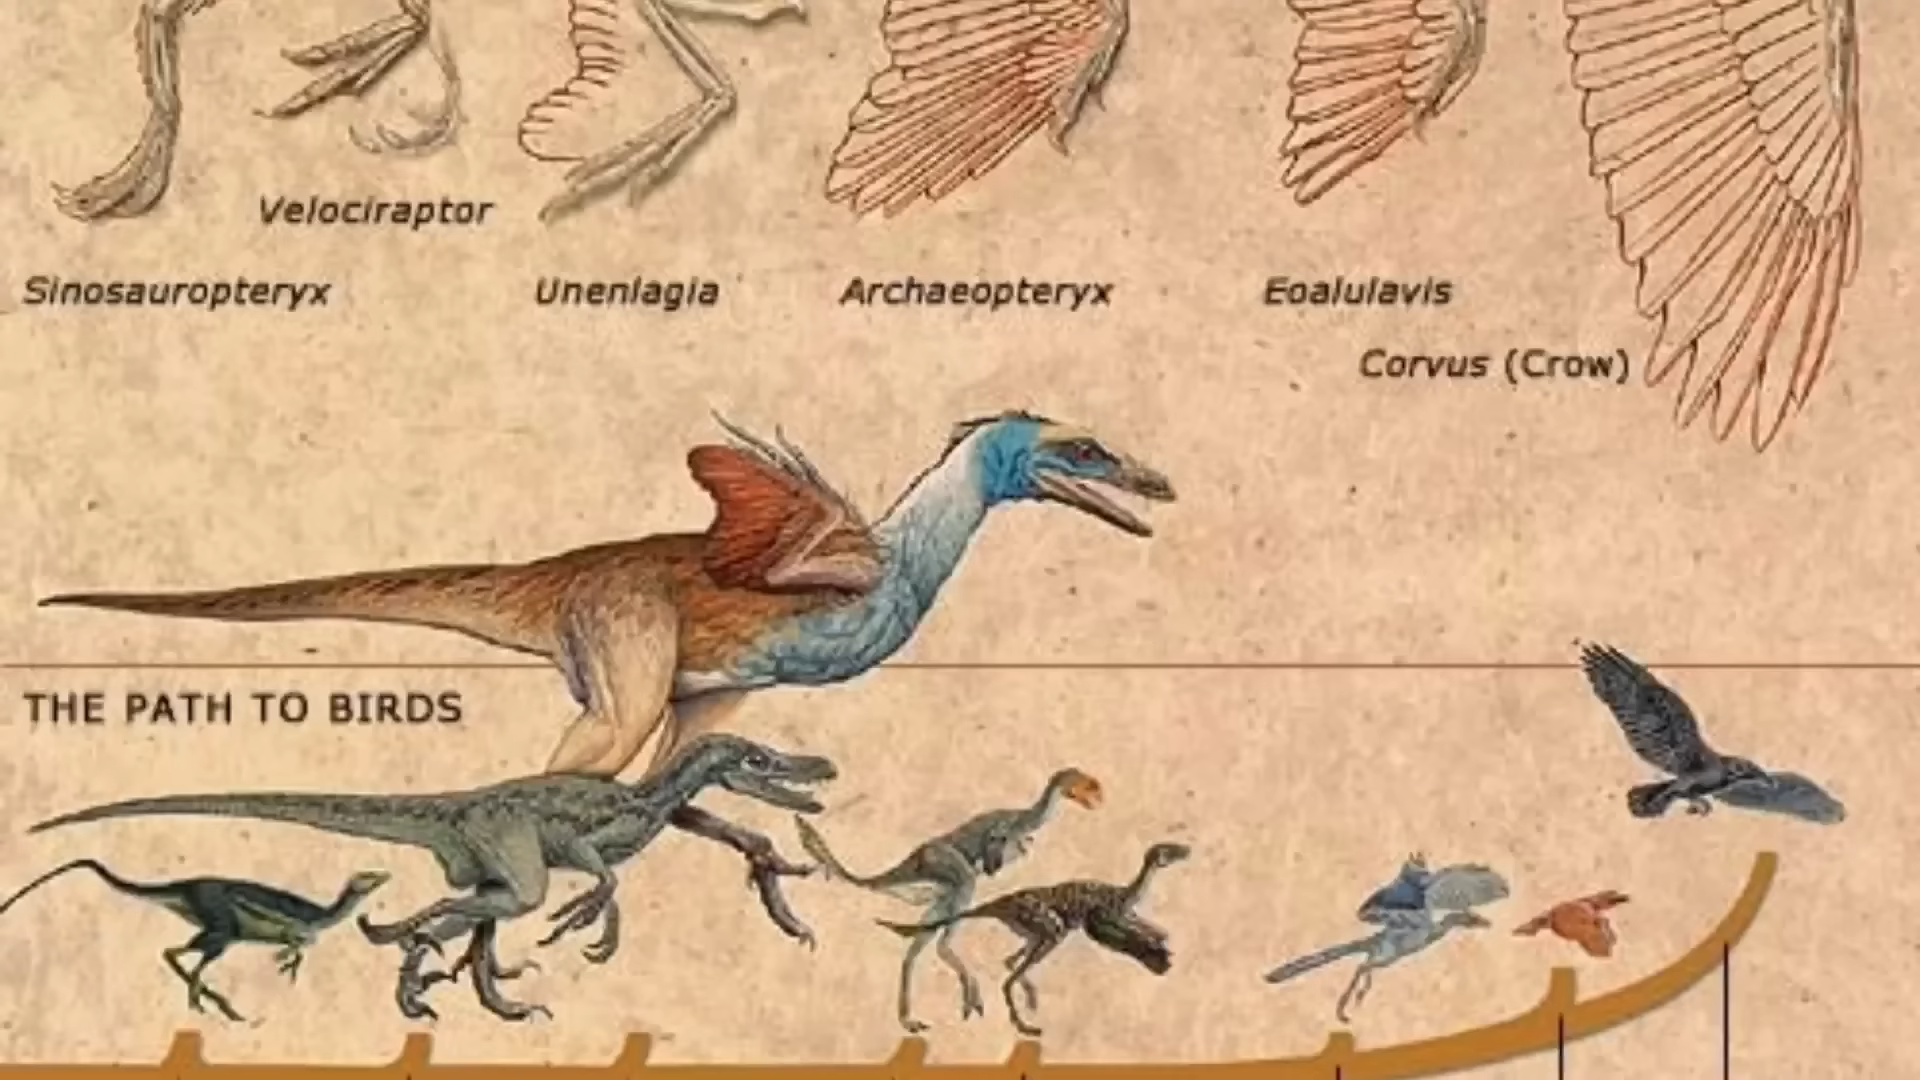 Velociraptor
Sinosauropteryx
Unenlagia
Archaeopteryx
Eoalulavis
Corvus (Crow)
THE PATH TO BIRDS